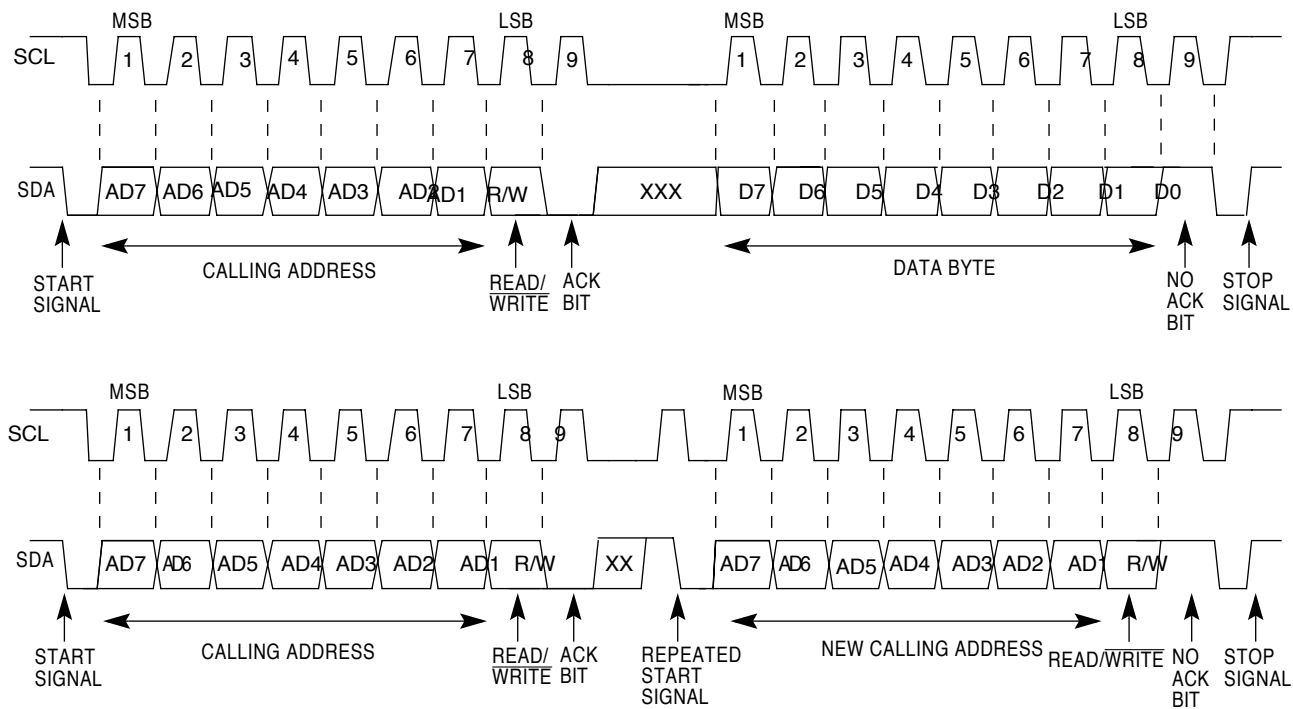 MSB LSB MSB LSB
SCL 1 2 3 4 5 6 7 8 9 1 2 3 4 5 6 7 8 9
SDA AD7 AD6 AD5 AD4 AD3 AD2 AD1 R/W XXX D7 D6 D5 D4 D3 D2 D1 D0
CALLING ADDRESS DATA BYTE
START
SIGNAL
READ/
WRITE
ACK
BIT
NO
ACK
BIT
STOP
SIGNAL
MSB LSB MSB LSB
SCL 1 2 3 4 5 6 7 8 9 1 2 3 4 5 6 7 8 9
SDA AD7 AD6 AD5 AD4 AD3 AD2 AD1 R/W XX AD7 AD6 AD5 AD4 AD3 AD2 AD1 R/W
CALLING ADDRESS NEW CALLING ADDRESS
START
SIGNAL
READ/
WRITE
ACK
BIT
REPEATED
START
SIGNAL
READ/WRITE
NO
ACK
BIT
STOP
SIGNAL